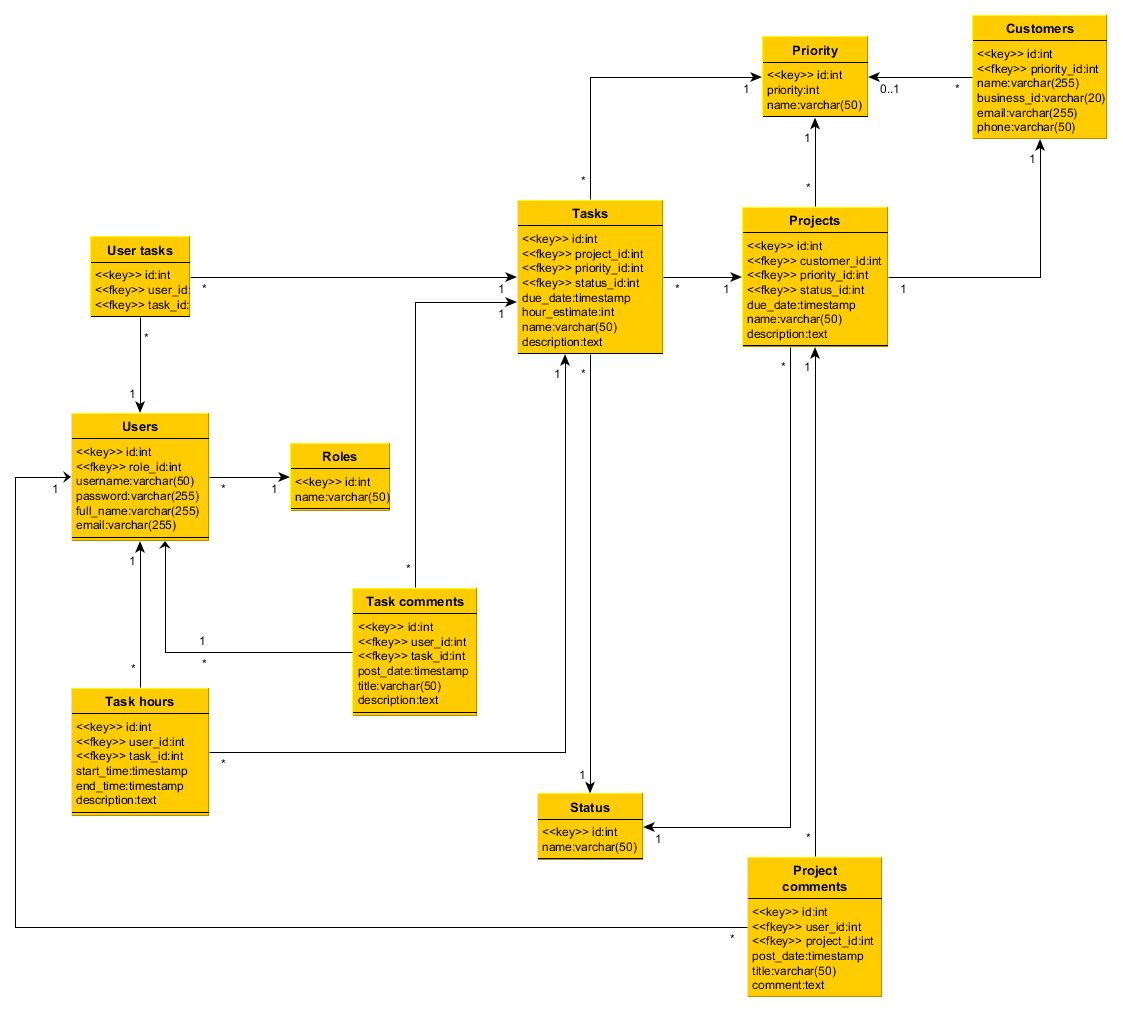 Customers
<<key>> id:int
<<fkey>> priority_id:int
name:varchar(255)
business_id:varchar(20)
email:varchar(255)
phone:varchar(50)
Priority
<<key>> id:int
priority:int
name:varchar(50)
1
0..1
*
1
1
*
*
Tasks
<<key>> id:int
<<fkey>> project_id:int
<<fkey>> priority_id:int
<<fkey>> status_id:int
due_date:timestamp
hour_estimate:int
name:varchar(50)
description:text
Projects
<<key>> id:int
<<fkey>> customer_id:int
<<fkey>> priority_id:int
<<fkey>> status_id:int
due_date:timestamp
name:varchar(50)
description:text
User tasks
<<key>> id:int
<<fkey>> user_id:
<<fkey>> task_id:
*
1
*
1
1
1
*
1
1
*
*
1
Users
<<key>> id:int
<<fkey>> role_id:int
username:varchar(50)
password:varchar(255)
full_name:varchar(255)
email:varchar(255)
Roles
<<key>> id:int
name:varchar(50)
1
*
1
1
*
Task comments
<<key>> id:int
<<fkey>> user_id:int
<<fkey>> task_id:int
post_date:timestamp
title:varchar(50)
description:text
1
*
*
Task hours
<<key>> id:int
<<fkey>> user_id:int
<<fkey>> task_id:int
start_time:timestamp
end_time:timestamp
description:text
*
1
Status
<<key>> id:int
name:varchar(50)
1
*
Project
comments
<<key>> id:int
<<fkey>> user_id:int
<<fkey>> project_id:int
post_date:timestamp
title:varchar(50)
comment:text
*